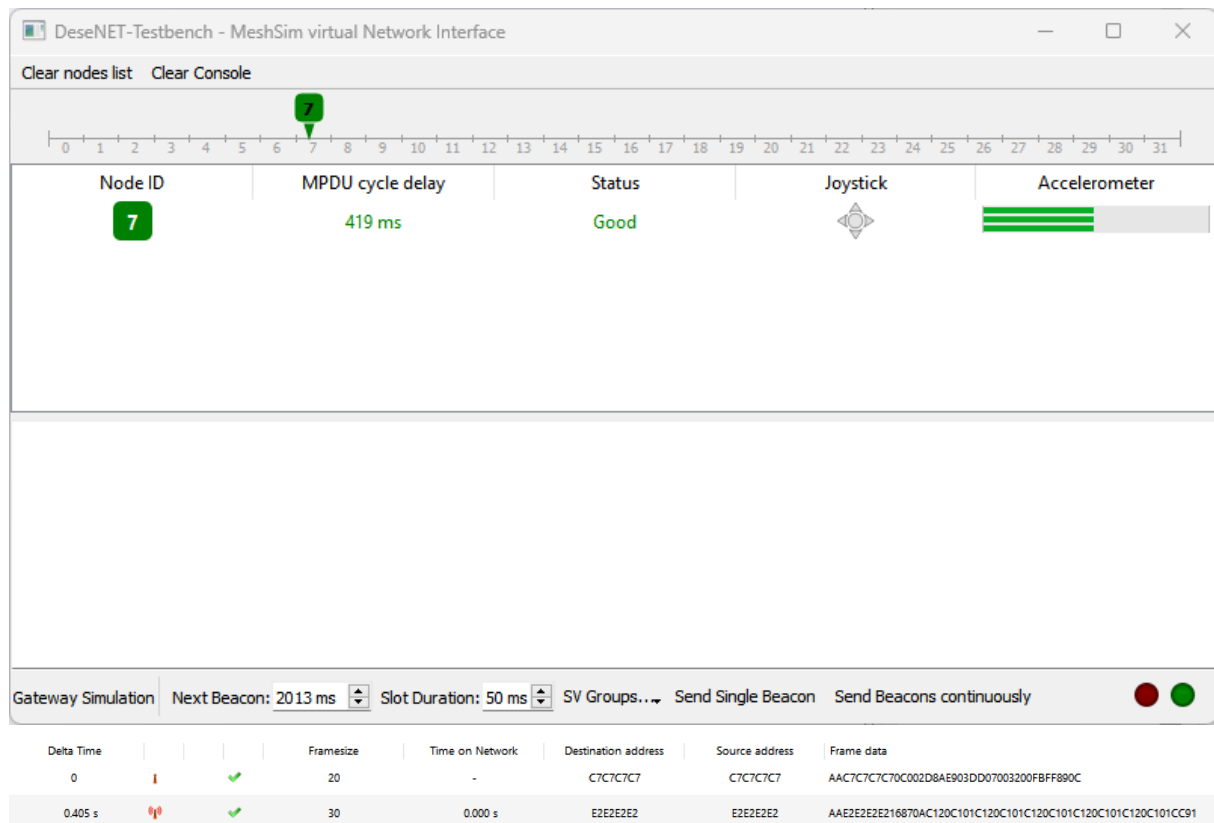 DeseNET-Testbench - MeshSim virtual Network Interface
Clear nodes list Clear Console
7
0 1 2 3 4 5 6 7 8 9 10 11 12 13 14 15 16 17 18 19 20 21 22 23 24 25 26 27 28 29 30 31
Node ID MPDU cycle delay Status Joystick Accelerometer
7 419 ms Good
Gateway Simulation Next Beacon: 2013 ms Slot Duration: 50 ms SV Groups... Send Single Beacon Send Beacons continuously
Delta Time Framesize Time on Network Destination address Source address Frame data
0 20 - C7C7C7C7 C7C7C7C7 AAC7C7C7C70C002D8AE903DD07003200FBFF890C
0.405 s 30 0.000 s E2E2E2E2 E2E2E2E2 AAE2E2E2E216870AC120C101C120C101C120C101C120C101C120C101CC91